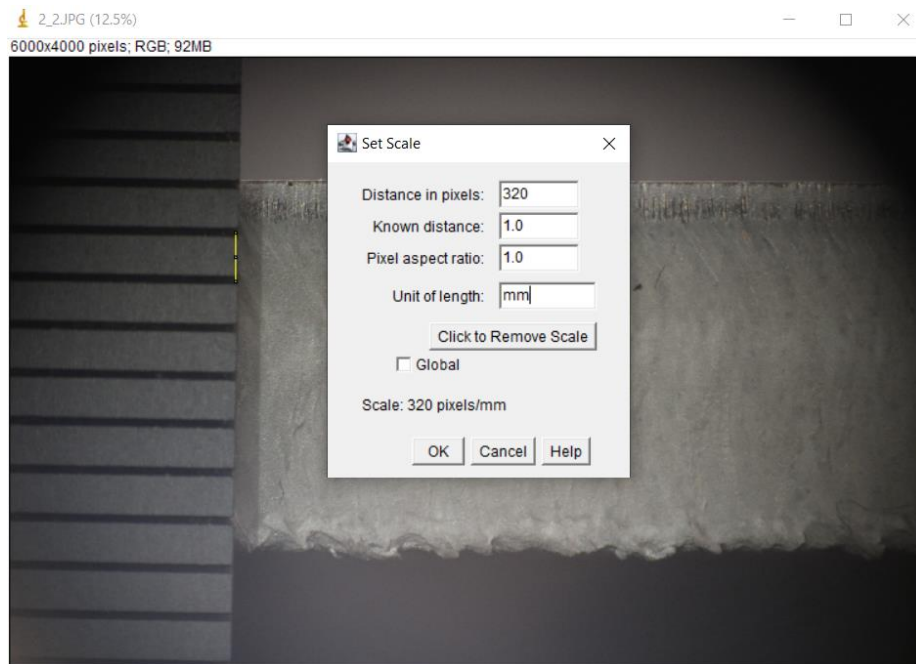 2_2.JPG (12.5%)
6000x4000 pixels; RGB; 92MB
Set Scale
Distance in pixels: 320
Known distance: 1.0
Pixel aspect ratio: 1.0
Unit of length: mm
Click to Remove Scale
Global
Scale: 320 pixels/mm
OK Cancel Help